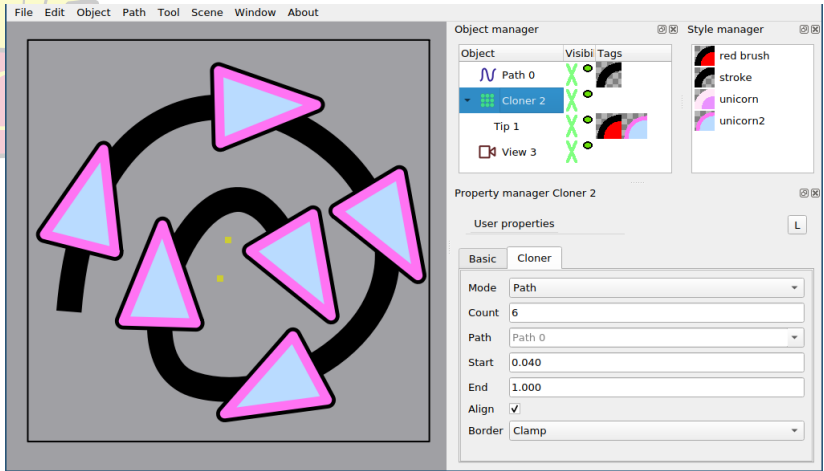 File Edit Object Path Tool Scene Window About
Object manager
Object Visibi Tags
Path 0
Cloner 2
Tip 1
View 3
Style manager
red brush
stroke
unicorn
unicorn2
Property manager Cloner 2
User properties
L
Basic Cloner
Mode Path
Count 6
Path Path 0
Start 0.040
End 1.000
Align
Border Clamp